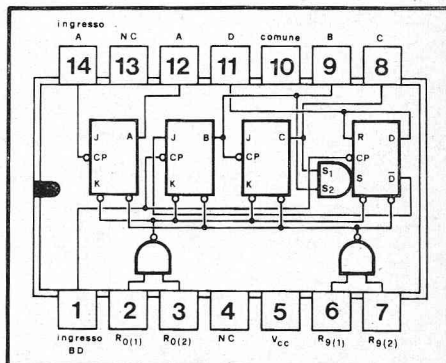 ingresso
A NC A D comune B C
14 13 12 11 10 9 8
J A J B J C R D
CP CP CP CP
S1
K K K S D̅
S2
1 2 3 4 5 6 7
ingresso R0(1) R0(2) NC Vcc R9(1) R9(2)
BD